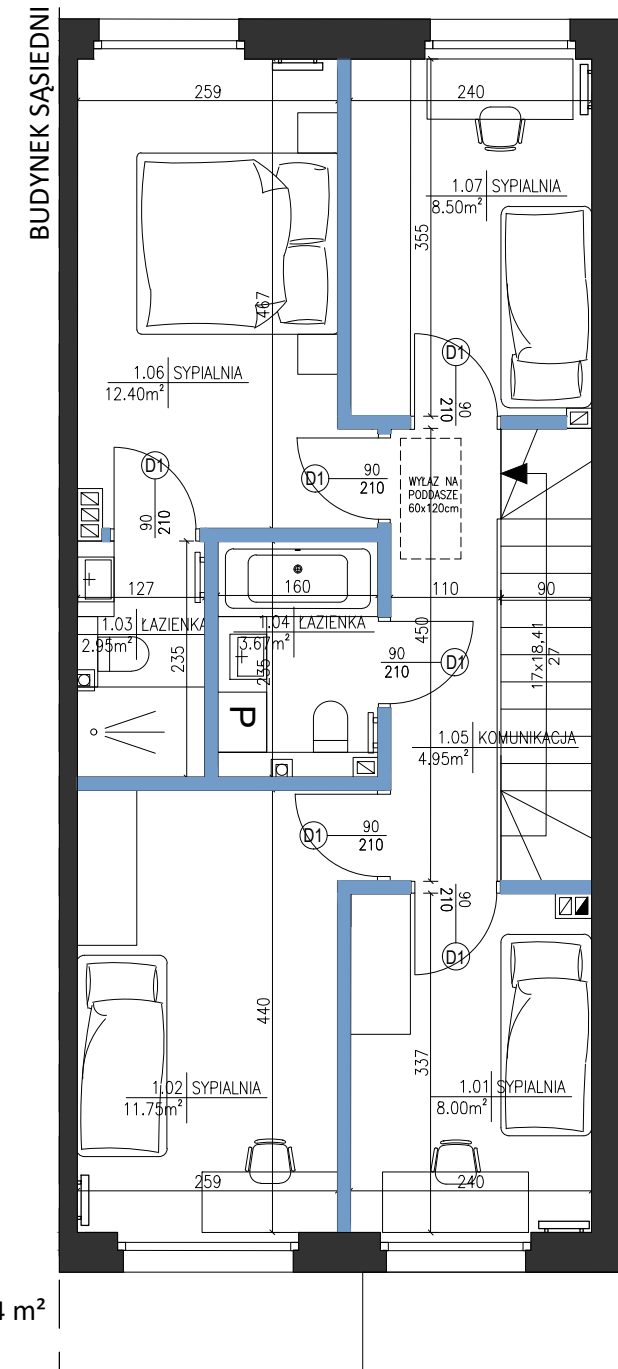 BUDYNEK SĄSIEDNI
259
240
1.07 SYPIALNIA
8.50m²
355
467
1.06 SYPIALNIA
12.40m²
D1
90
210
D1
90
210
D1
90
210
WYŁAZ NA
PODDASZE
60x120cm
127
160
110
90
1.03 ŁAZIENKA
2.95m²
235
1.04 ŁAZIENKA
3.67m²
235
450
D1
90
210
17x18,41
27
P
1.05 KOMUNIKACJA
4.95m²
D1
90
210
D1
90
210
440
337
1.02 SYPIALNIA
11.75m²
1.01 SYPIALNIA
8.00m²
259
240
4 m²